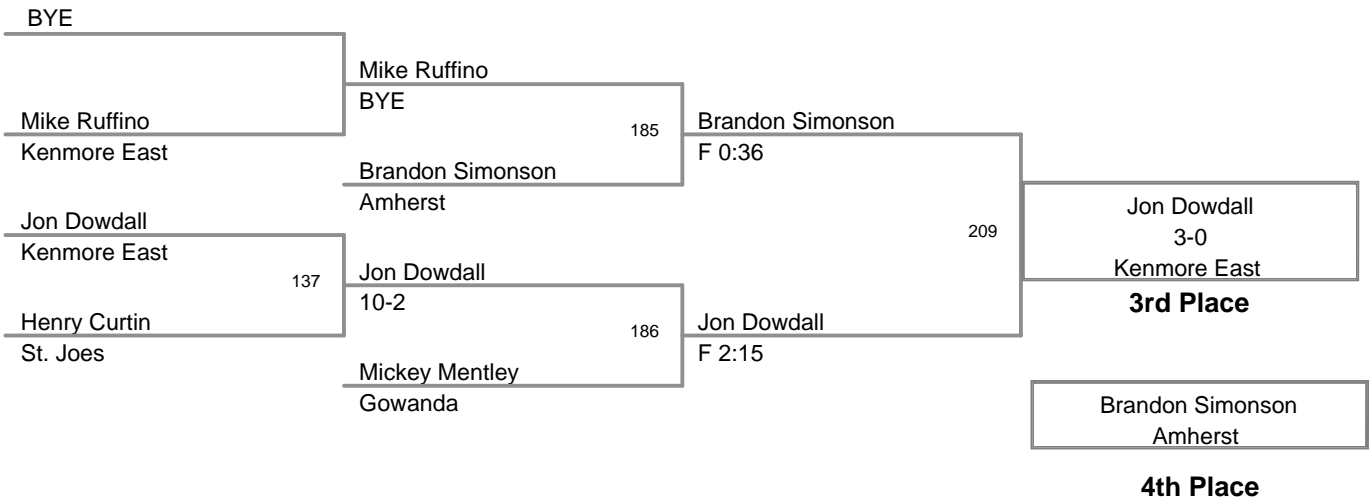 BYE
Mike Ruffino
Kenmore East
Jon Dowdall
Kenmore East
137
Henry Curtin
St. Joes
Mike Ruffino
BYE
185
Brandon Simonson
Amherst
Jon Dowdall
10-2
186
Mickey Mentley
Gowanda
Brandon Simonson
F 0:36
209
Jon Dowdall
F 2:15
Jon Dowdall
3-0
Kenmore East
3rd Place
Brandon Simonson
Amherst
4th Place